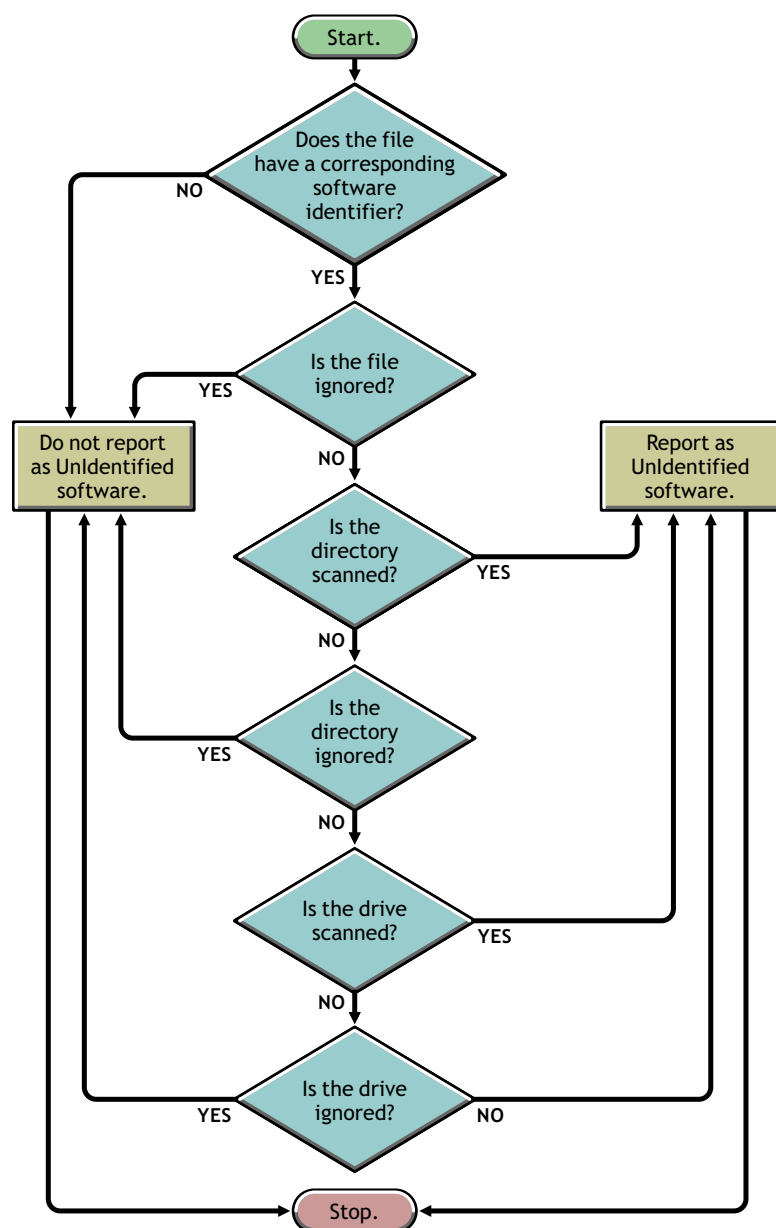 Start.
Does the file
have a corresponding
software
identifier?
NO
YES
Is the file
ignored?
YES
NO
Do not report
as UnIdentified
software.
Report as
UnIdentified
software.
Is the
directory
scanned?
YES
NO
Is the
directory
ignored?
YES
NO
Is the drive
scanned?
YES
NO
Is the drive
ignored?
YES
NO
Stop.